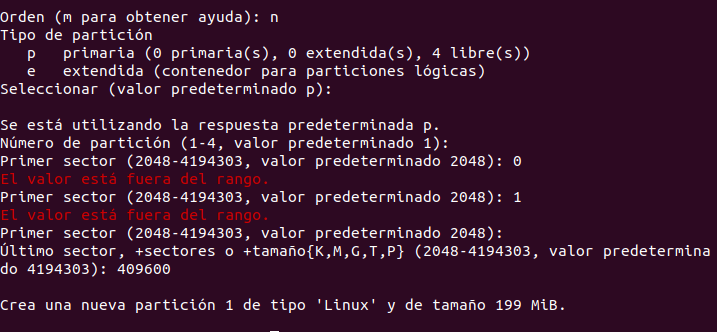 Orden (m para obtener ayuda): n
Tipo de partición
   p   primaria (0 primaria(s), 0 extendida(s), 4 libre(s))
   e   extendida (contenedor para particiones lógicas)
Seleccionar (valor predeterminado p):

Se está utilizando la respuesta predeterminada p.
Número de partición (1-4, valor predeterminado 1):
Primer sector (2048-4194303, valor predeterminado 2048): 0
El valor está fuera del rango.
Primer sector (2048-4194303, valor predeterminado 2048): 1
El valor está fuera del rango.
Primer sector (2048-4194303, valor predeterminado 2048):
Último sector, +sectores o +tamaño{K,M,G,T,P} (2048-4194303, valor predetermina
do 4194303): 409600

Crea una nueva partición 1 de tipo 'Linux' y de tamaño 199 MiB.